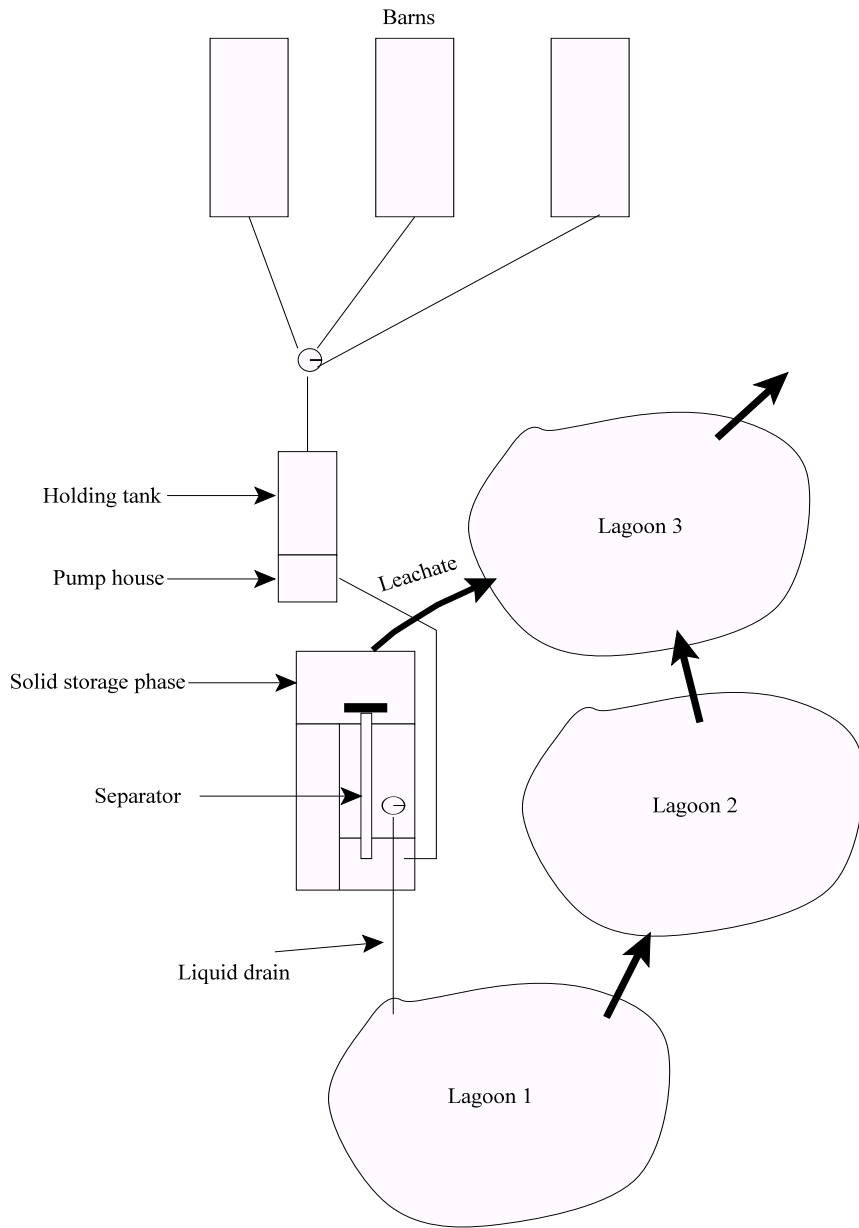 Barns
Holding tank
Lagoon 3
Leachate
Pump house
Solid storage phase
Separator
Lagoon 2
Liquid drain
Lagoon 1